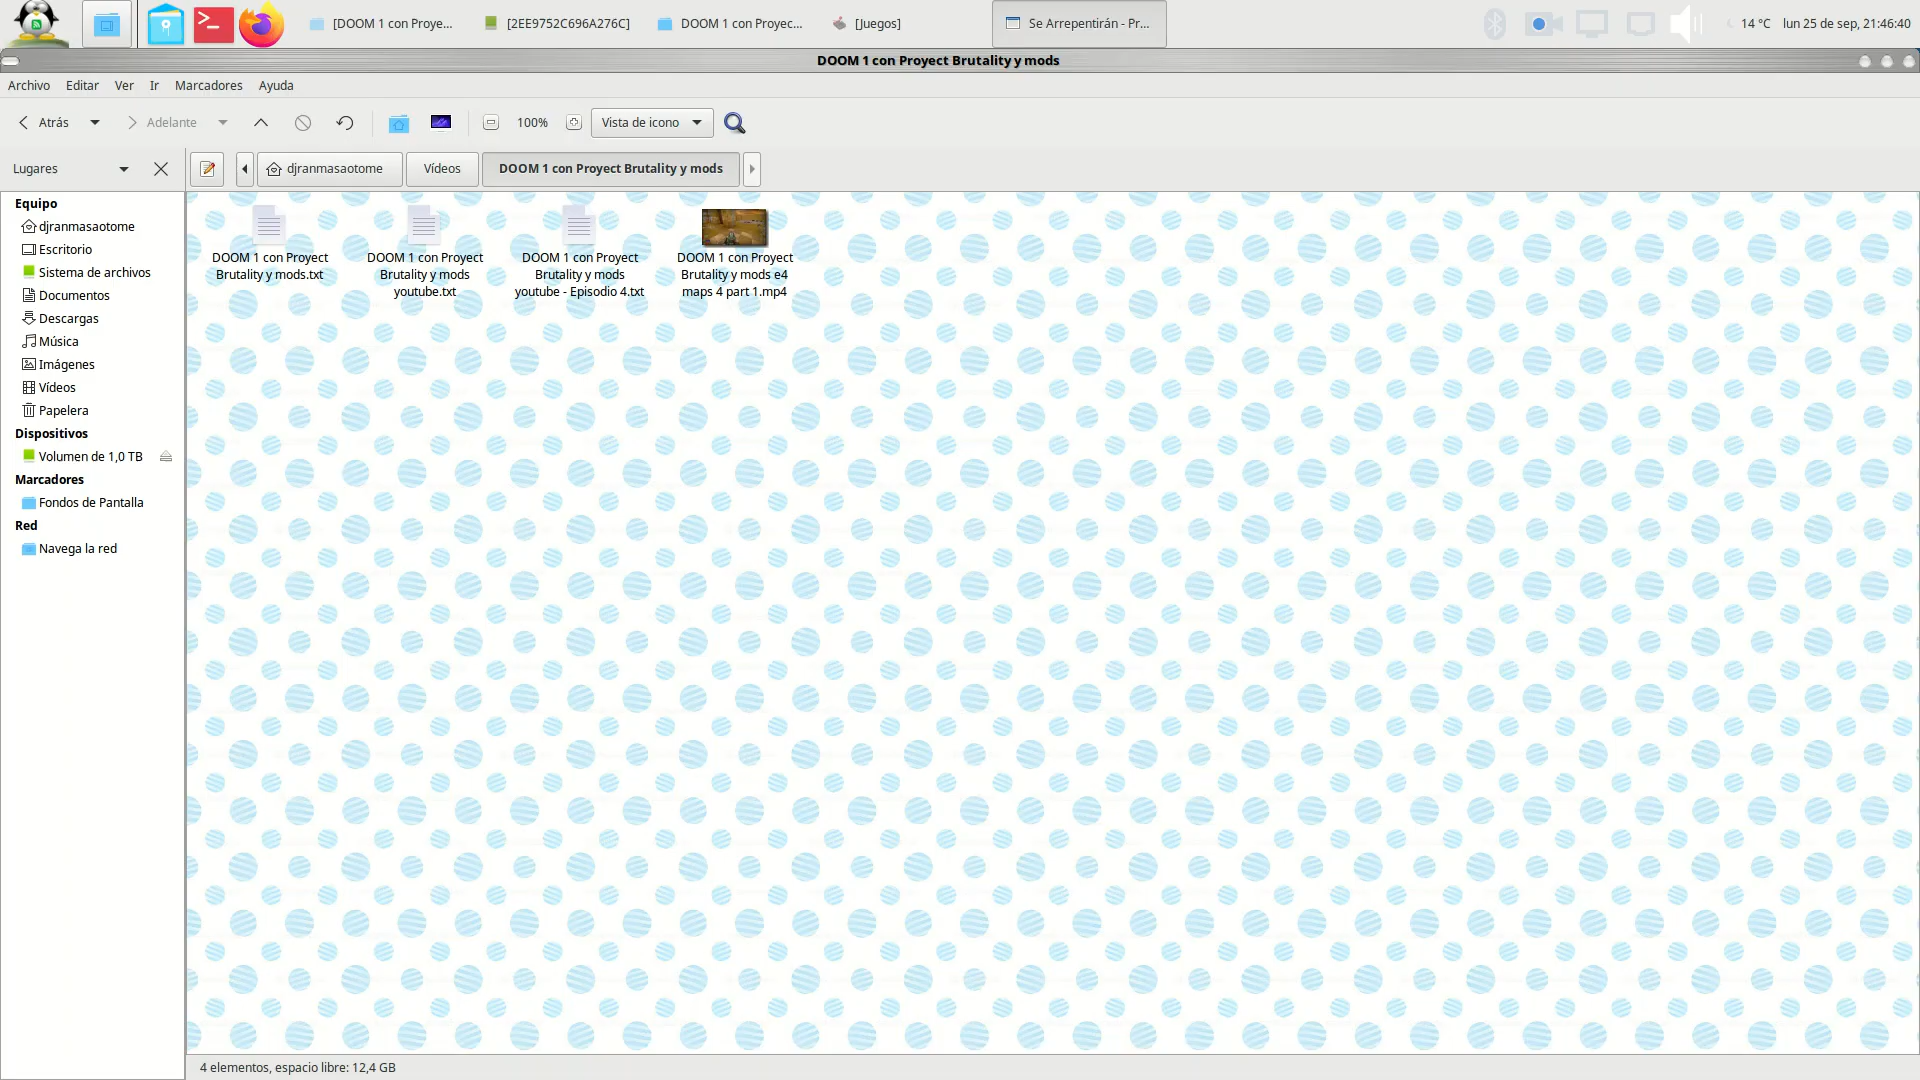 [DOOM 1 con Proye...
[2EE9752C696A276C]
DOOM 1 con Proyec...
[Juegos]
Se Arrepentirán - Pr...
14 °C
lun 25 de sep, 21:46:40
DOOM 1 con Proyect Brutality y mods
Archivo Editar Ver Ir Marcadores Ayuda
Atrás
Adelante
100%
Vista de icono
Lugares
djranmasaotome
Vídeos
DOOM 1 con Proyect Brutality y mods
Equipo
djranmasaotome
Escritorio
Sistema de archivos
Documentos
Descargas
Música
Imágenes
Vídeos
Papelera
Dispositivos
Volumen de 1,0 TB
Marcadores
Fondos de Pantalla
Red
Navega la red
DOOM 1 con Proyect
Brutality y mods.txt
DOOM 1 con Proyect
Brutality y mods
youtube.txt
DOOM 1 con Proyect
Brutality y mods
youtube - Episodio 4.txt
DOOM 1 con Proyect
Brutality y mods e4
maps 4 part 1.mp4
4 elementos, espacio libre: 12,4 GB